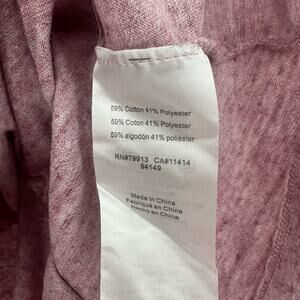 59% Cotton 41% Polyester
59% Coton 41% Polyester
59% algodón 41% poliéster
RN#79913 CA#11414
94149
Made in China
Fabriqué en Chine
Hecho en China